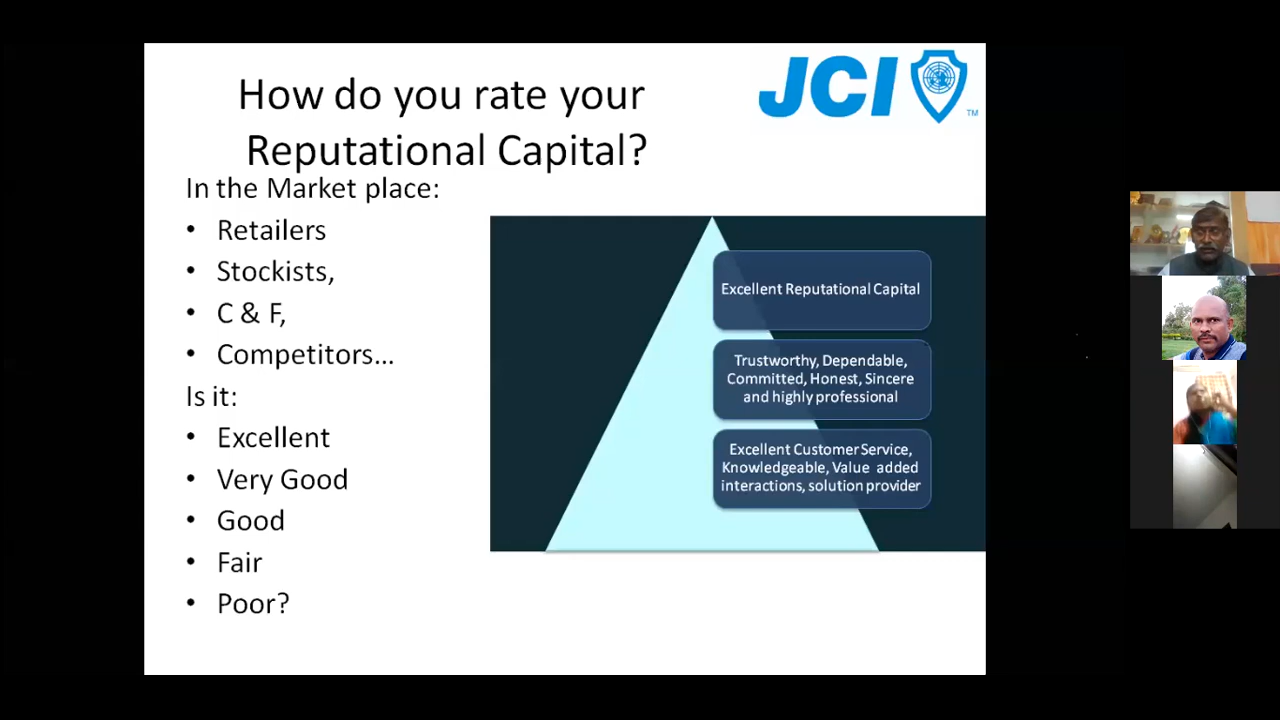 JCI
TM
How do you rate your
Reputational Capital?
In the Market place:
• Retailers
• Stockists,
• C & F,
• Competitors...
Is it:
• Excellent
• Very Good
• Good
• Fair
• Poor?
Excellent Reputational Capital
Trustworthy, Dependable,
Committed, Honest, Sincere
and highly professional
Excellent Customer Service,
Knowledgeable, Value added
interactions, solution provider